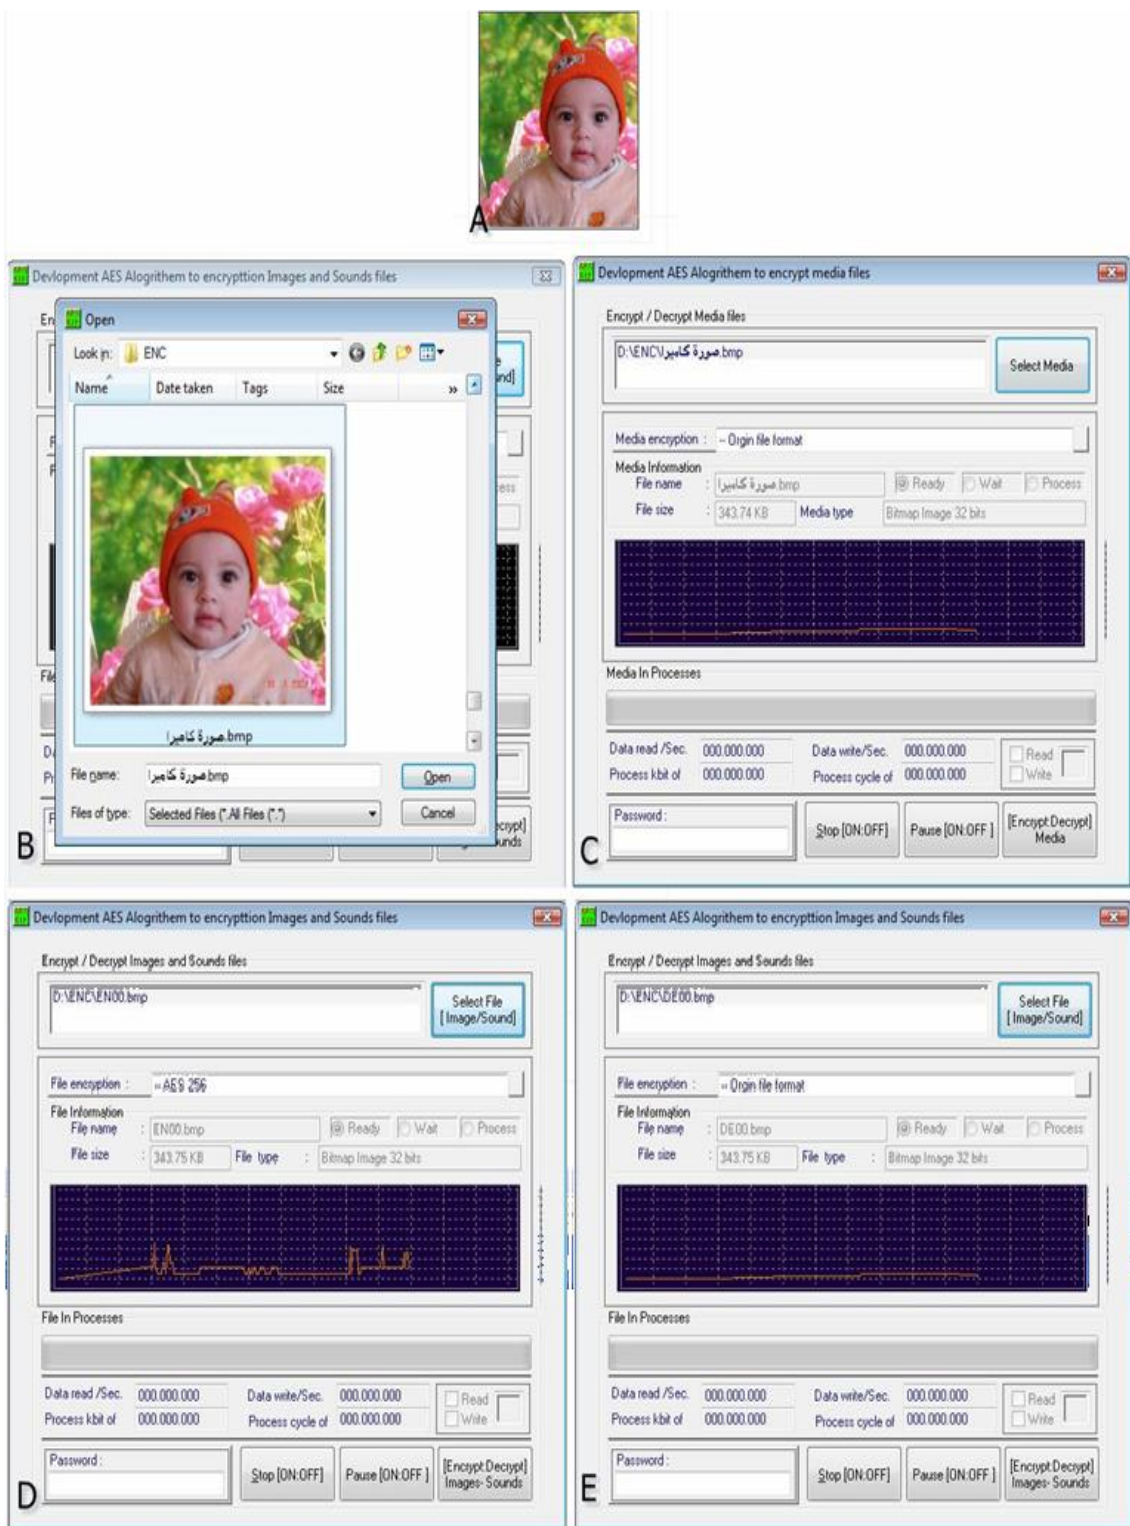 A
Devlopment AES Alogrithem to encrypttion Images and Sounds files
Open
Look in: ENC
Name Date taken Tags Size »
صورة كاميرا.bmp
File name: صورة كاميرا.bmp
Files of type: Selected Files (*.All Files (*.*)
Open
Cancel
B
Devlopment AES Alogrithem to encrypt media files
Encrypt / Decrypt Media files
D:\ENC\صورة كاميرا.bmp
Select Media
Media encryption : -- Orgin file format
Media Information
File name : صورة كاميرا.bmp Ready Wait Process
File size : 343.74 KB Media type Bitmap Image 32 bits
Media In Processes
Data read /Sec. 000.000.000 Data write/Sec. 000.000.000 Read
Process kbit of 000.000.000 Process cycle of 000.000.000 Write
Password :
Stop [ON:OFF] Pause [ON:OFF ] [Encrypt:Decrypt]
Media
C
Devlopment AES Alogrithem to encrypttion Images and Sounds files
Encrypt / Decrypt Images and Sounds files
D:\ENC\EN00.bmp
Select File
[ Image/Sound]
File encryption : -- AES 256
File Information
File name : EN00.bmp Ready Wait Process
File size : 343.75 KB File type : Bitmap Image 32 bits
File In Processes
Data read /Sec. 000.000.000 Data write/Sec. 000.000.000 Read
Process kbit of 000.000.000 Process cycle of 000.000.000 Write
Password :
Stop [ON:OFF] Pause [ON:OFF ] [Encrypt:Decrypt]
Images- Sounds
D
Devlopment AES Alogrithem to encrypttion Images and Sounds files
Encrypt / Decrypt Images and Sounds files
D:\ENC\DE00.bmp
Select File
[ Image/Sound]
File encryption : -- Orgin file format
File Information
File name : DE00.bmp Ready Wait Process
File size : 343.75 KB File type : Bitmap Image 32 bits
File In Processes
Data read /Sec. 000.000.000 Data write/Sec. 000.000.000 Read
Process kbit of 000.000.000 Process cycle of 000.000.000 Write
Password :
Stop [ON:OFF] Pause [ON:OFF ] [Encrypt:Decrypt]
Images- Sounds
E